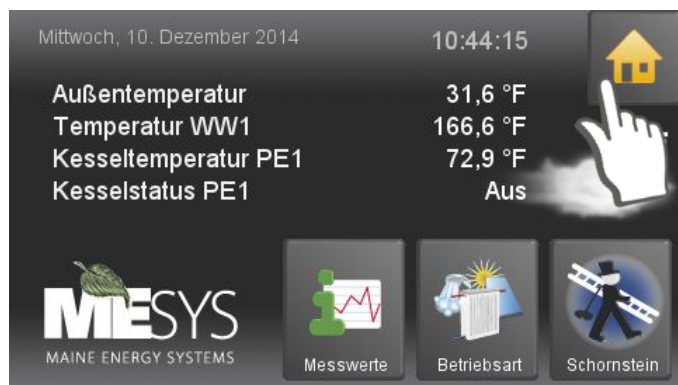 Mittwoch, 10. Dezember 2014 10:44:15
Außentemperatur 31,6 °F
Temperatur WW1 166,6 °F
Kesseltemperatur PE1 72,9 °F
Kesselstatus PE1 Aus
MESYS
MAINE ENERGY SYSTEMS
Messwerte Betriebsart Schornstein